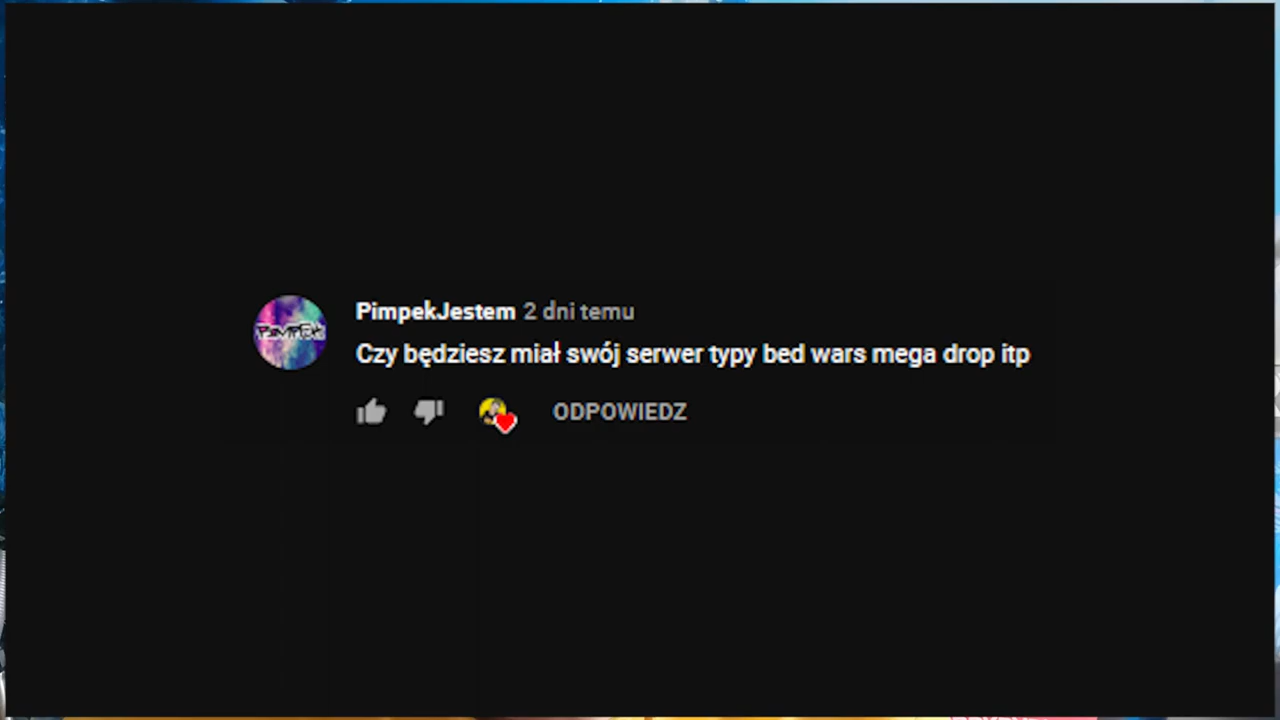 PimpekJestem 2 dni temu
Czy będziesz miał swój serwer typy bed wars mega drop itp
ODPOWIEDZ